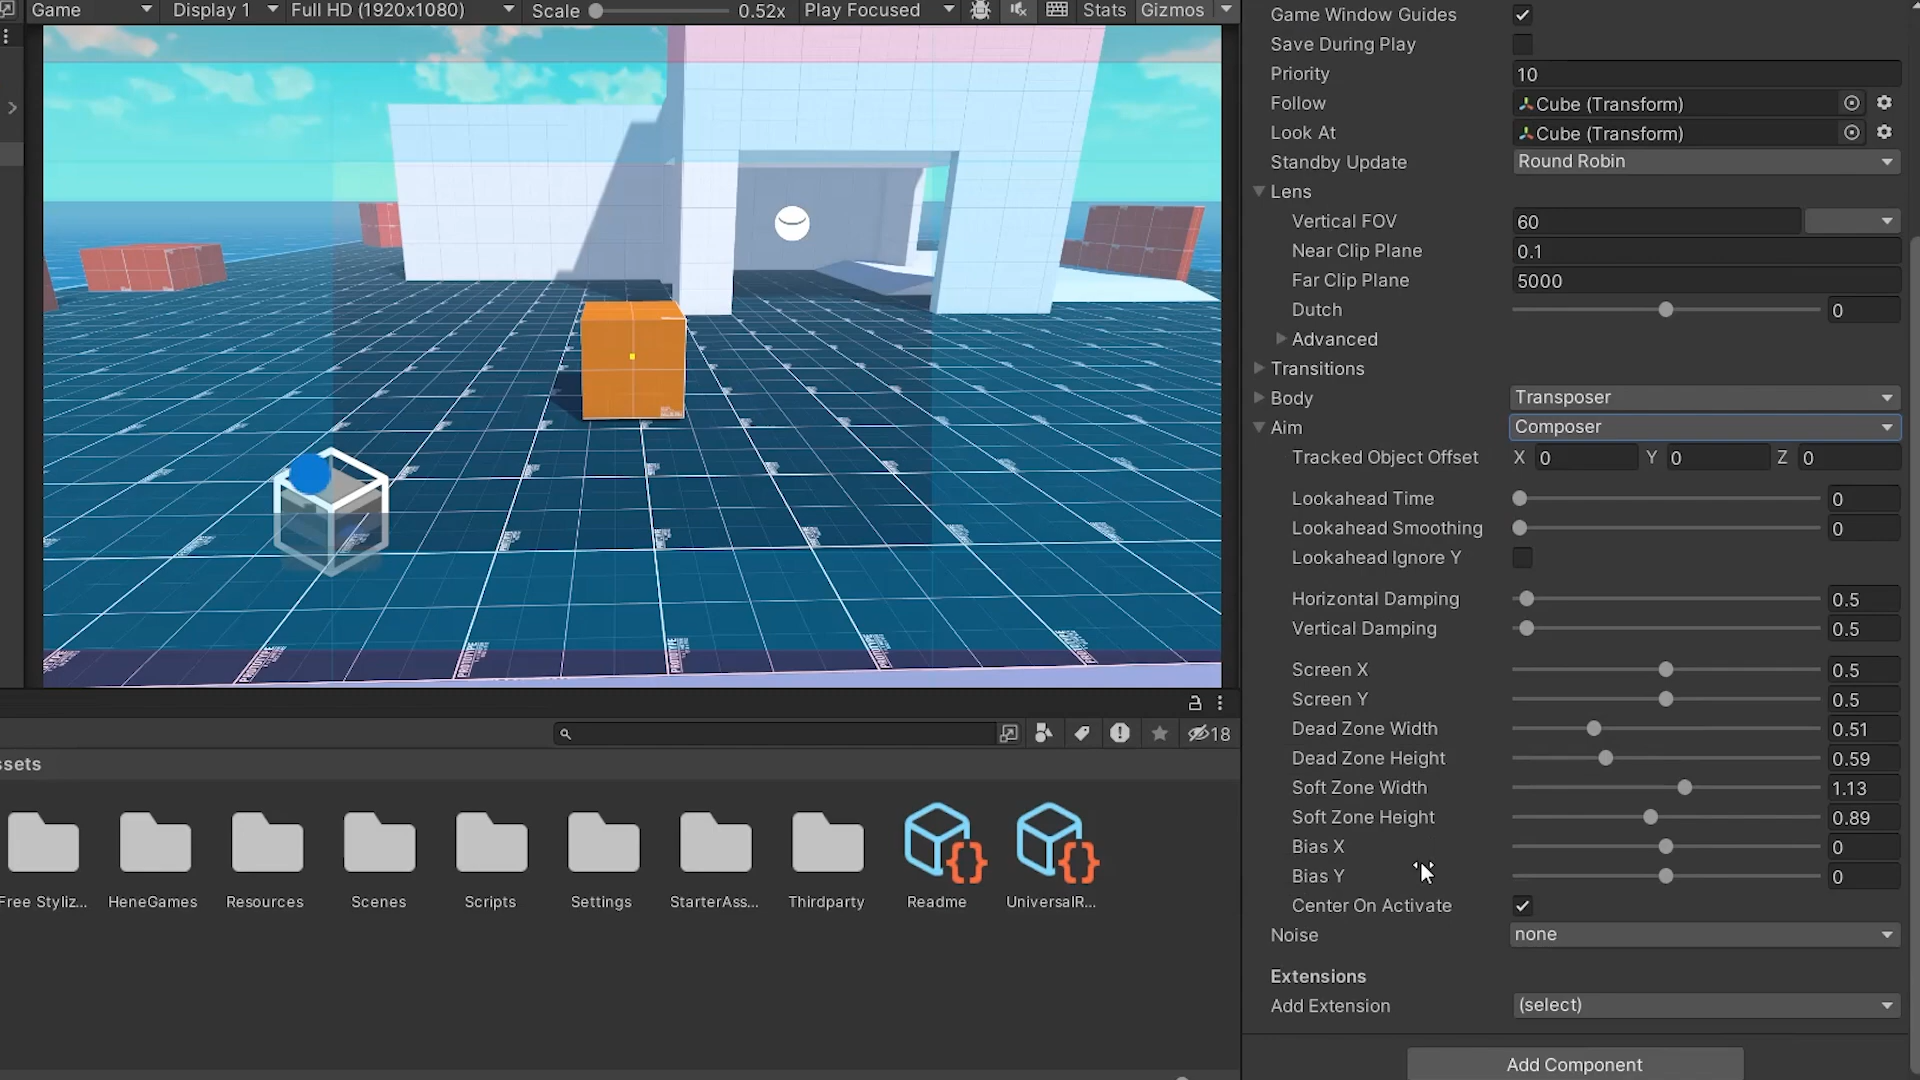 Game Display 1 Full HD (1920x1080) Scale 0.52x Play Focused Stats Gizmos
Game Window Guides
Save During Play
Priority 10
Follow Cube (Transform)
Look At Cube (Transform)
Standby Update Round Robin
Lens
Vertical FOV 60
Near Clip Plane 0.1
Far Clip Plane 5000
Dutch 0
Advanced
Transitions
Body Transposer
Aim Composer
Tracked Object Offset X 0 Y 0 Z 0
Lookahead Time 0
Lookahead Smoothing 0
Lookahead Ignore Y
Horizontal Damping 0.5
Vertical Damping 0.5
Screen X 0.5
Screen Y 0.5
Dead Zone Width 0.51
Dead Zone Height 0.59
Soft Zone Width 1.13
Soft Zone Height 0.89
Bias X 0
Bias Y 0
Center On Activate
Noise none
Extensions
Add Extension (select)
Add Component
PROTOTYPE
18
ssets
Free Styliz...
HeneGames
Resources
Scenes
Scripts
Settings
StarterAss...
Thirdparty
Readme
UniversalR...